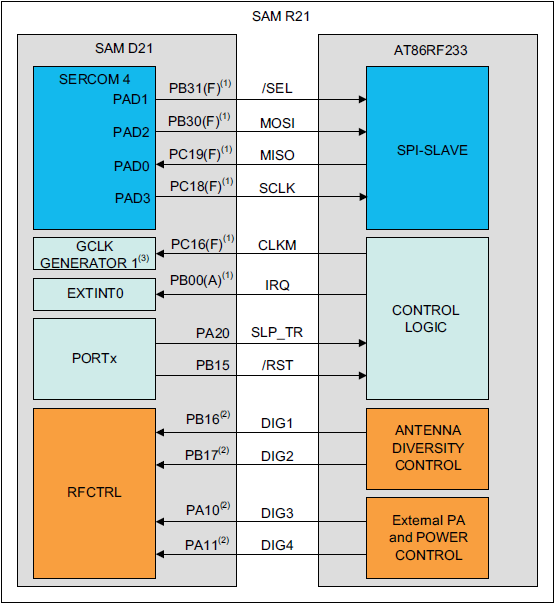 SAM R21
SAM D21
AT86RF233
SERCOM 4
PAD1
PB31(F)(1)
/SEL
PAD2
PB30(F)(1)
MOSI
PAD0
PC19(F)(1)
MISO
PAD3
PC18(F)(1)
SCLK
SPI-SLAVE
GCLK
GENERATOR 1(3)
PC16(F)(1)
CLKM
EXTINT0
PB00(A)(1)
IRQ
PORTx
PA20
SLP_TR
PB15
/RST
CONTROL
LOGIC
RFCTRL
PB16(2)
DIG1
PB17(2)
DIG2
ANTENNA
DIVERSITY
CONTROL
PA10(2)
DIG3
PA11(2)
DIG4
External PA
and POWER
CONTROL